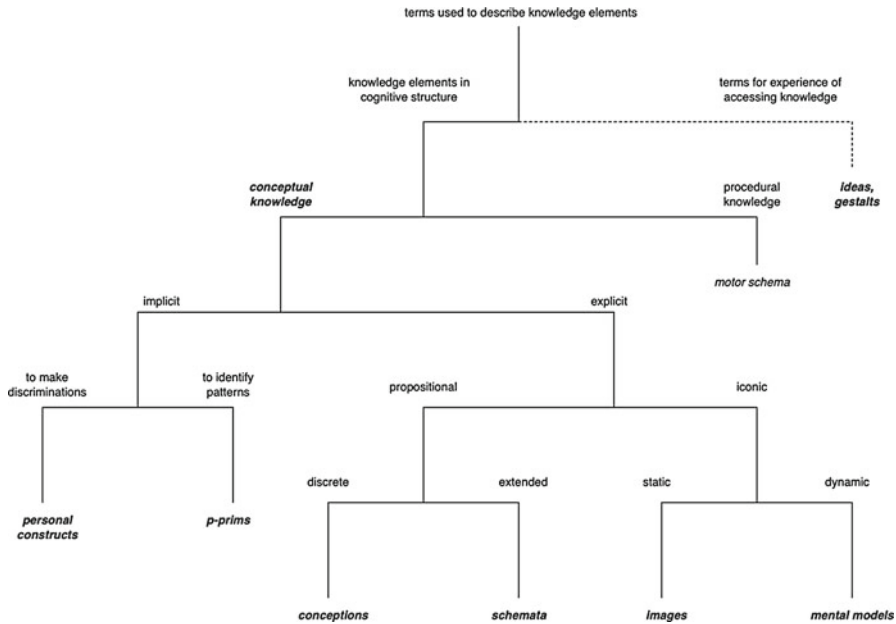 terms used to describe knowledge elements
knowledge elements in
cognitive structure
terms for experience of
accessing knowledge
conceptual
knowledge
procedural
knowledge
ideas,
gestalts
motor schema
implicit
explicit
to make
discriminations
to identify
patterns
propositional
iconic
discrete
extended
static
dynamic
personal
constructs
p-prims
conceptions
schemata
images
mental models